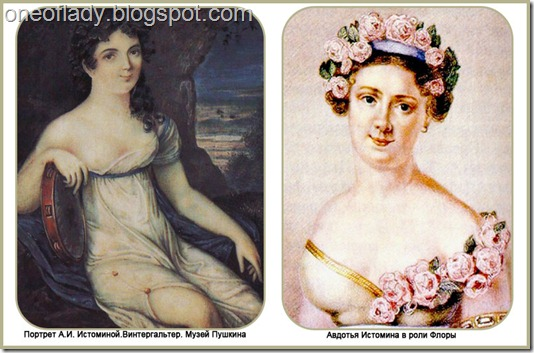 oneoflady.blogspot.com
Портрет А.И. Истоминой.Винтергальтер. Музей Пушкина
Авдотья Истомина в роли Флоры